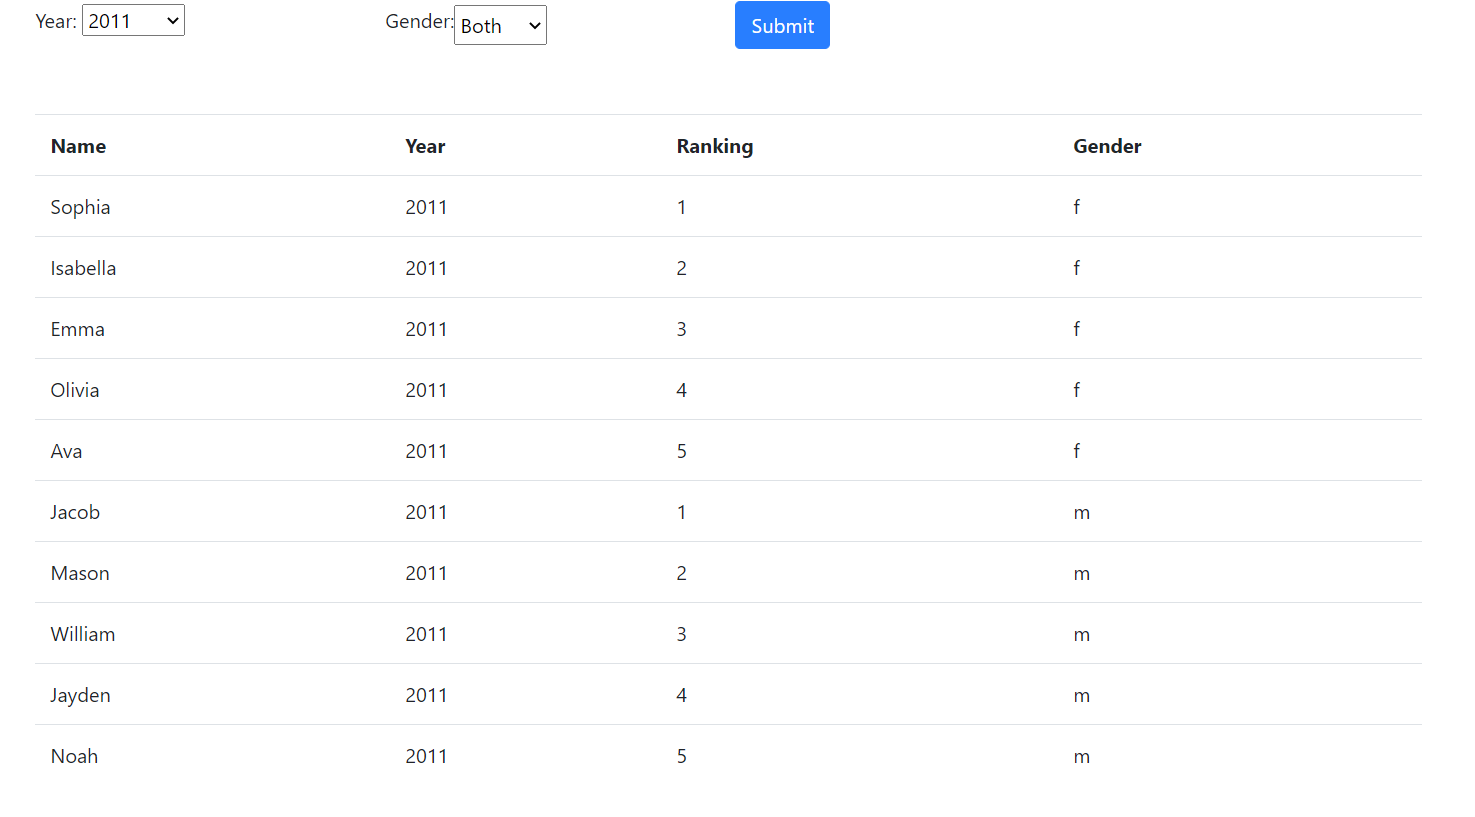 Year: 2011 Gender: Both Submit
Name Year Ranking Gender
Sophia 2011 1 f
Isabella 2011 2 f
Emma 2011 3 f
Olivia 2011 4 f
Ava 2011 5 f
Jacob 2011 1 m
Mason 2011 2 m
William 2011 3 m
Jayden 2011 4 m
Noah 2011 5 m